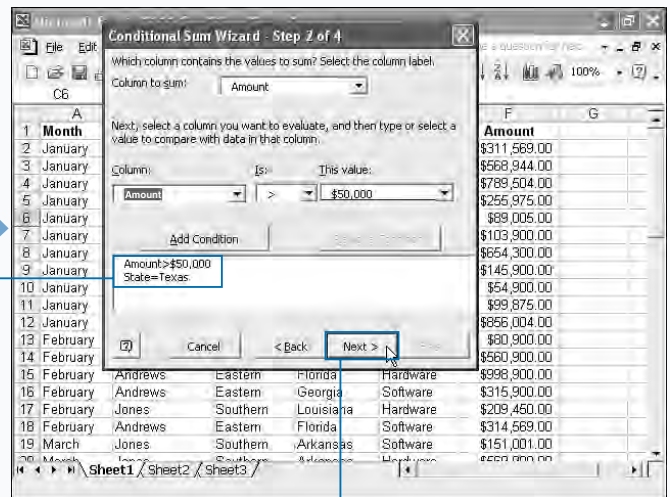 Conditional Sum Wizard - Step 2 of 4
File Edit
Which column contains the values to sum? Select the column label.
Column to sum: Amount
100%
C6
Next, select a column you want to evaluate, and then type or select a
value to compare with data in that column.
Column: Is: This value:
Amount > $50,000
Add Condition
Amount>$50,000
State=Texas
Cancel < Back Next >
A F G
1 Month Amount
2 January $311,569.00
3 January $568,944.00
4 January $789,504.00
5 January $255,975.00
6 January $89,005.00
7 January $103,900.00
8 January $654,300.00
9 January $145,900.00
10 January $54,900.00
11 January $99,875.00
12 January $856,004.00
13 February $80,900.00
14 February $560,900.00
15 February Andrews Eastern Florida Hardware $998,900.00
16 February Andrews Eastern Georgia Software $315,900.00
17 February Jones Southern Louisiana Hardware $209,450.00
18 February Andrews Eastern Florida Software $314,569.00
19 March Jones Southern Arkansas Software $151,001.00
Sheet1 / Sheet2 / Sheet3 /